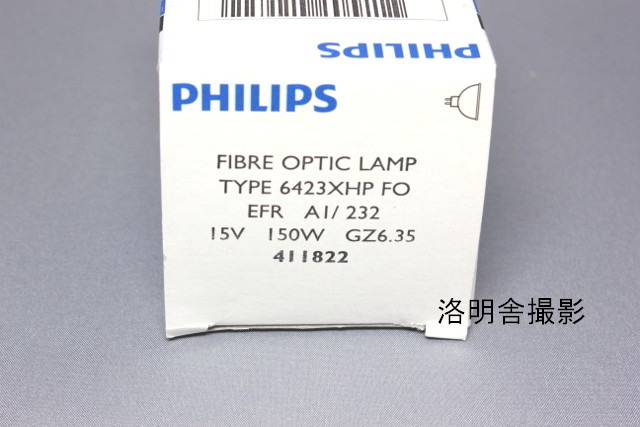 PHILIPS
PHILIPS
FIBRE OPTIC LAMP
TYPE 6423XHP FO
EFR A1/232
15V 150W GZ6.35
411822
洛明舎撮影